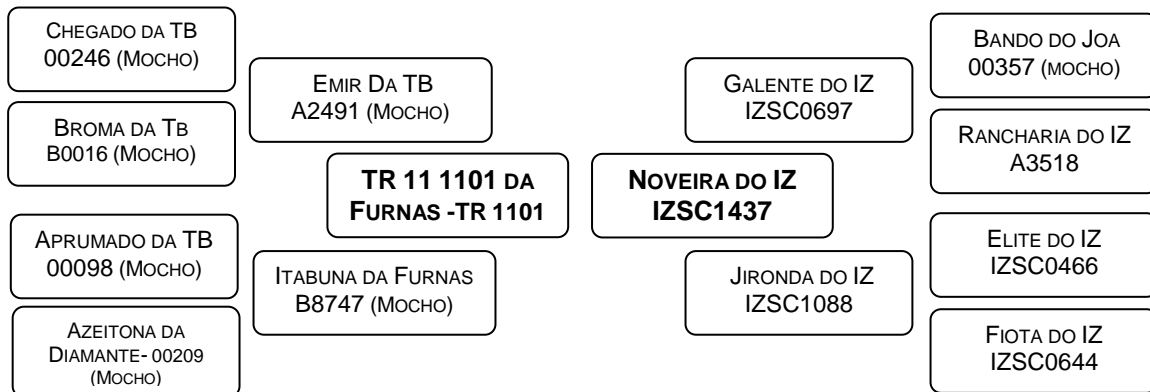 CHEGADO DA TB
00246 (MOCHO)
BROMA DA TB
B0016 (MOCHO)
APRUMADO DA TB
00098 (MOCHO)
AZEITONA DA
DIAMANTE- 00209
(MOCHO)
EMIR DA TB
A2491 (MOCHO)
ITABUNA DA FURNAS
B8747 (MOCHO)
TR 11 1101 DA
FURNAS -TR 1101
NOVEIRA DO IZ
IZSC1437
GALENTE DO IZ
IZSC0697
JIRONDA DO IZ
IZSC1088
BANDO DO JOA
00357 (MOCHO)
RANCHARIA DO IZ
A3518
ELITE DO IZ
IZSC0466
FIOTA DO IZ
IZSC0644